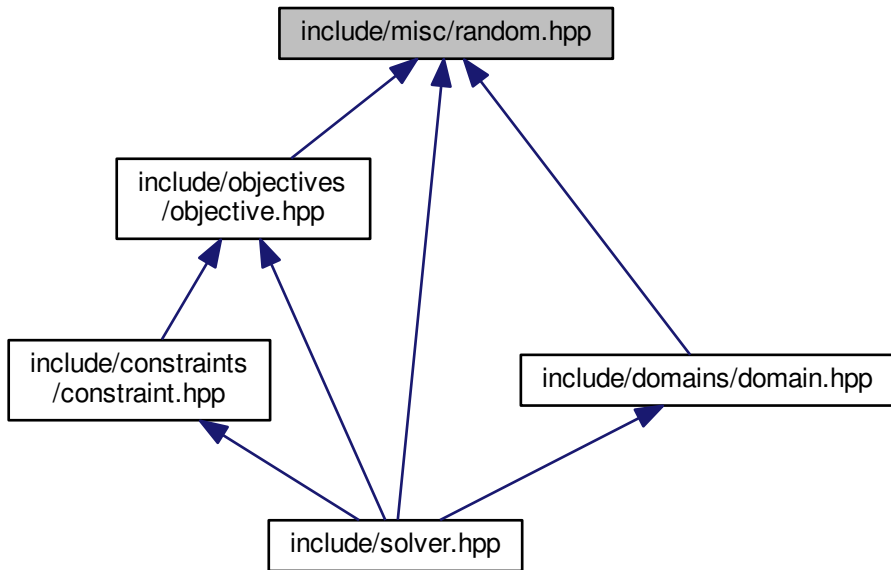 include/misc/random.hpp
include/objectives
/objective.hpp
include/constraints
/constraint.hpp
include/domains/domain.hpp
include/solver.hpp